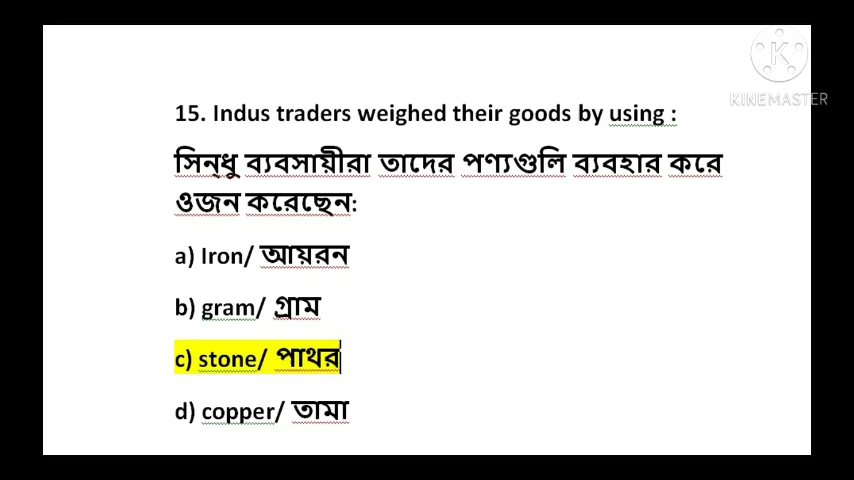 KINEMASTER
15. Indus traders weighed their goods by using :
সিন্ধু ব্যবসায়ীরা তাদের পণ্যগুলি ব্যবহার করে
ওজন করেছেন:
a) Iron/ আয়রন
b) gram/ গ্রাম
c) stone/ পাথর
d) copper/ তামা